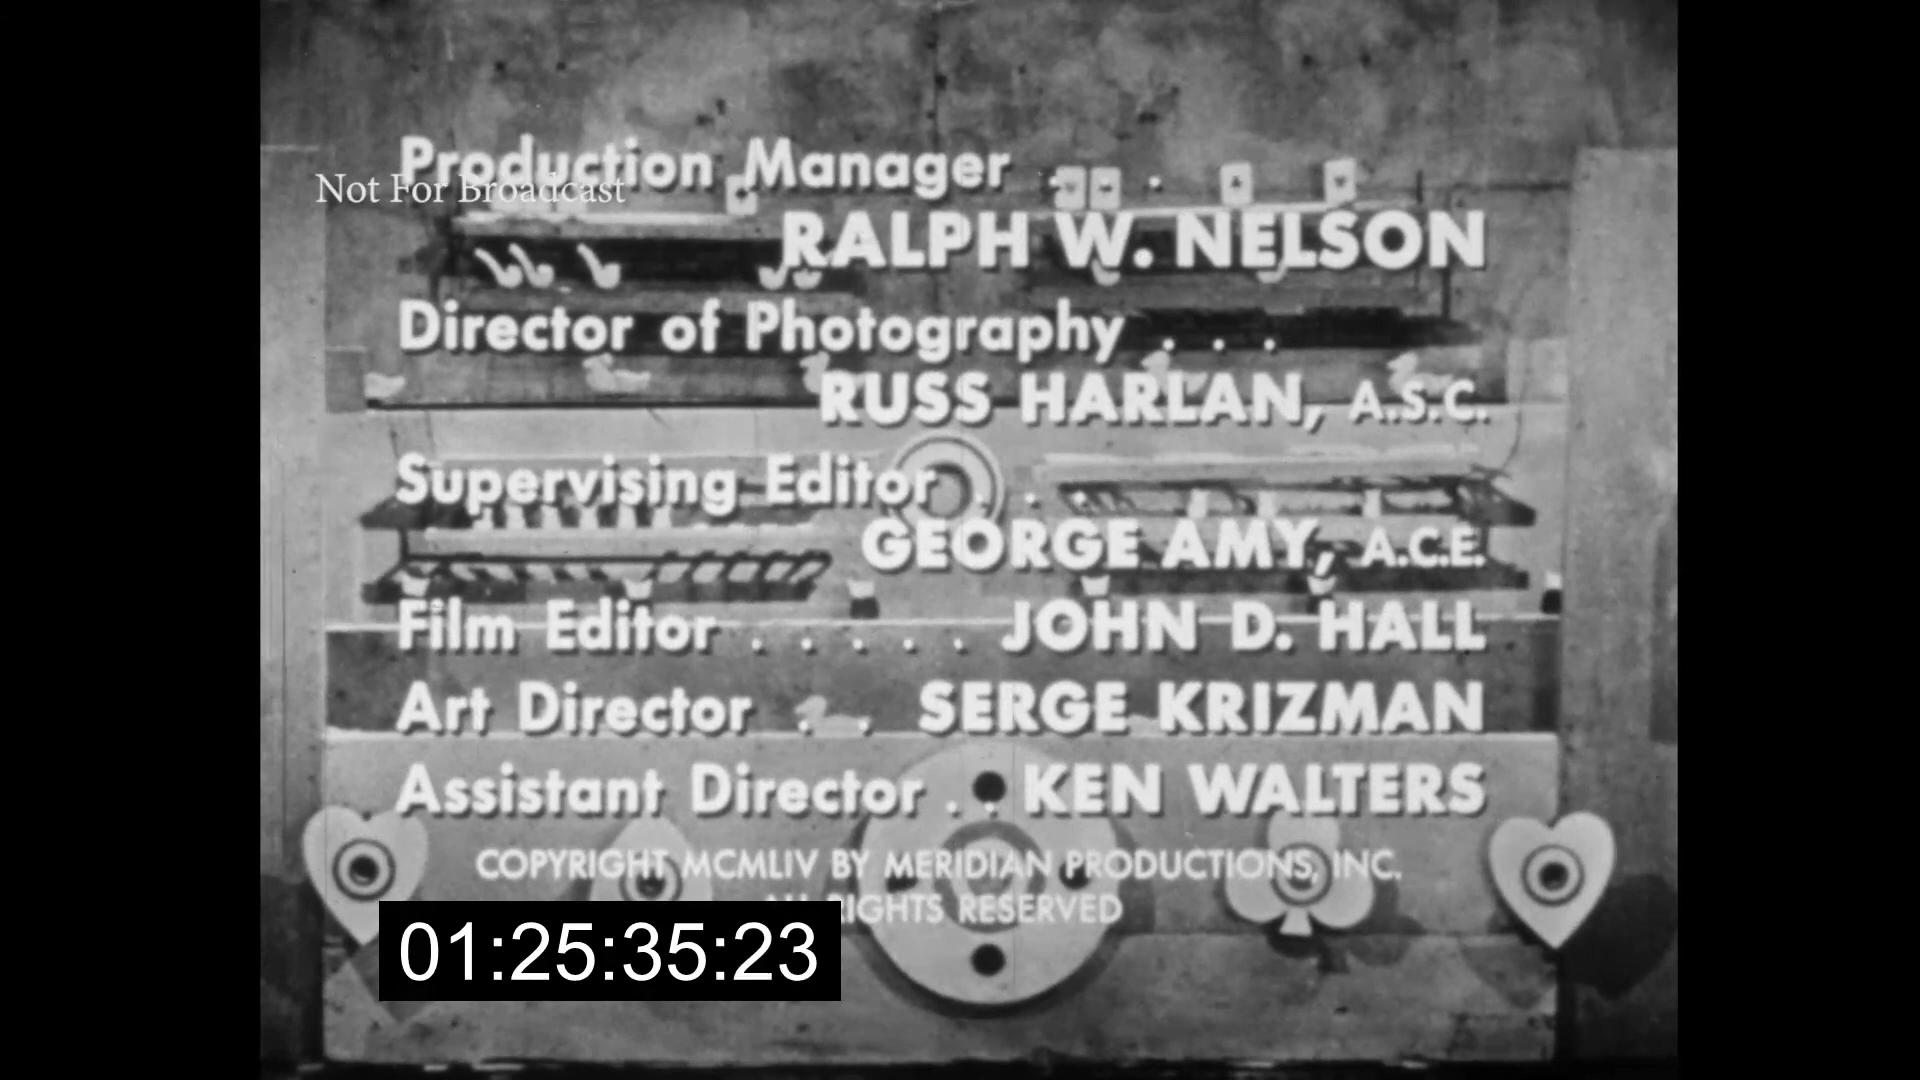 Production Manager . . .
Not For Broadcast
RALPH W. NELSON
Director of Photography . . .
RUSS HARLAN, A.S.C.
Supervising Editor . . .
GEORGE AMY, A.C.E.
Film Editor . . . . . JOHN D. HALL
Art Director . . SERGE KRIZMAN
Assistant Director . . KEN WALTERS
COPYRIGHT MCMLIV BY MERIDIAN PRODUCTIONS, INC.
ALL RIGHTS RESERVED
01:25:35:23